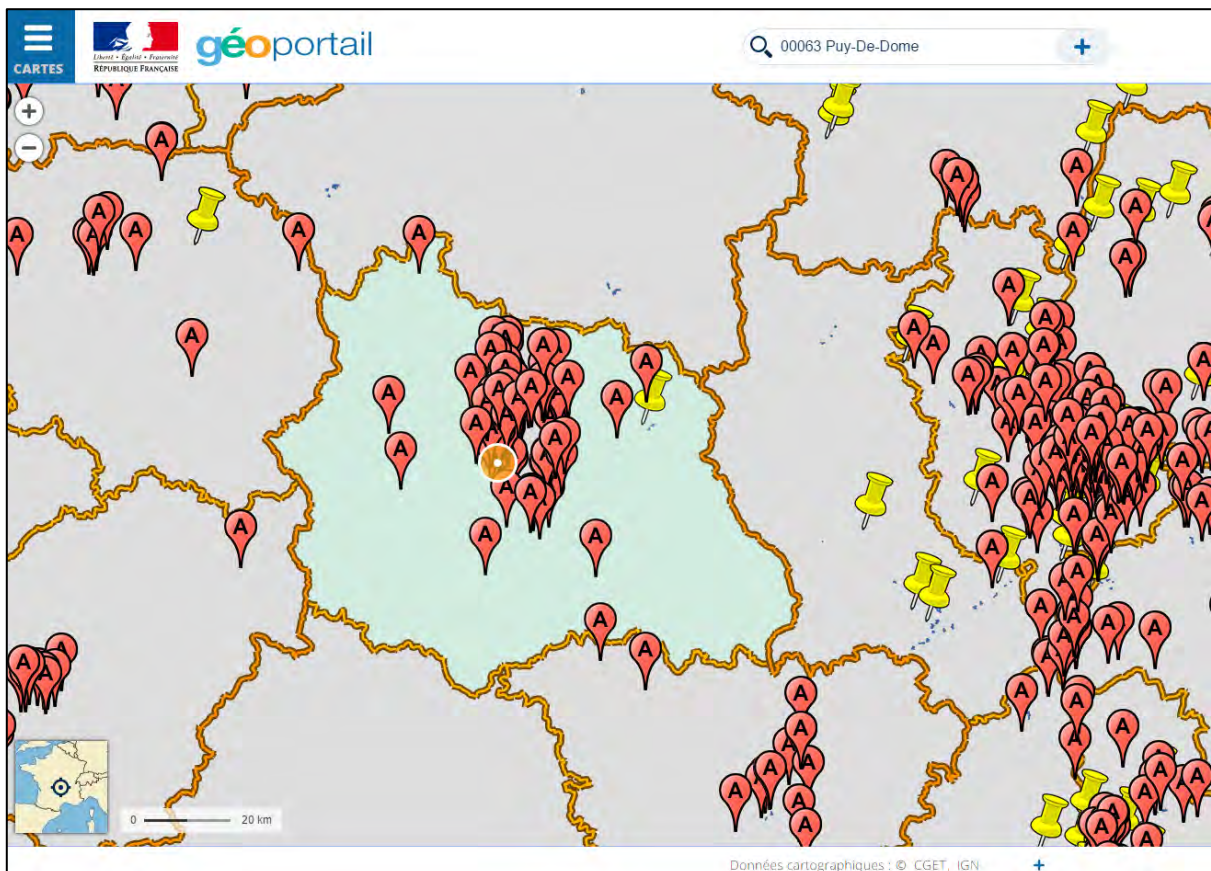 CARTES
Liberté • Égalité • Fraternité
RÉPUBLIQUE FRANÇAISE
géoportail
00063 Puy-De-Dome
+
+
−
A
0 20 km
Données cartographiques : © CGET, IGN +